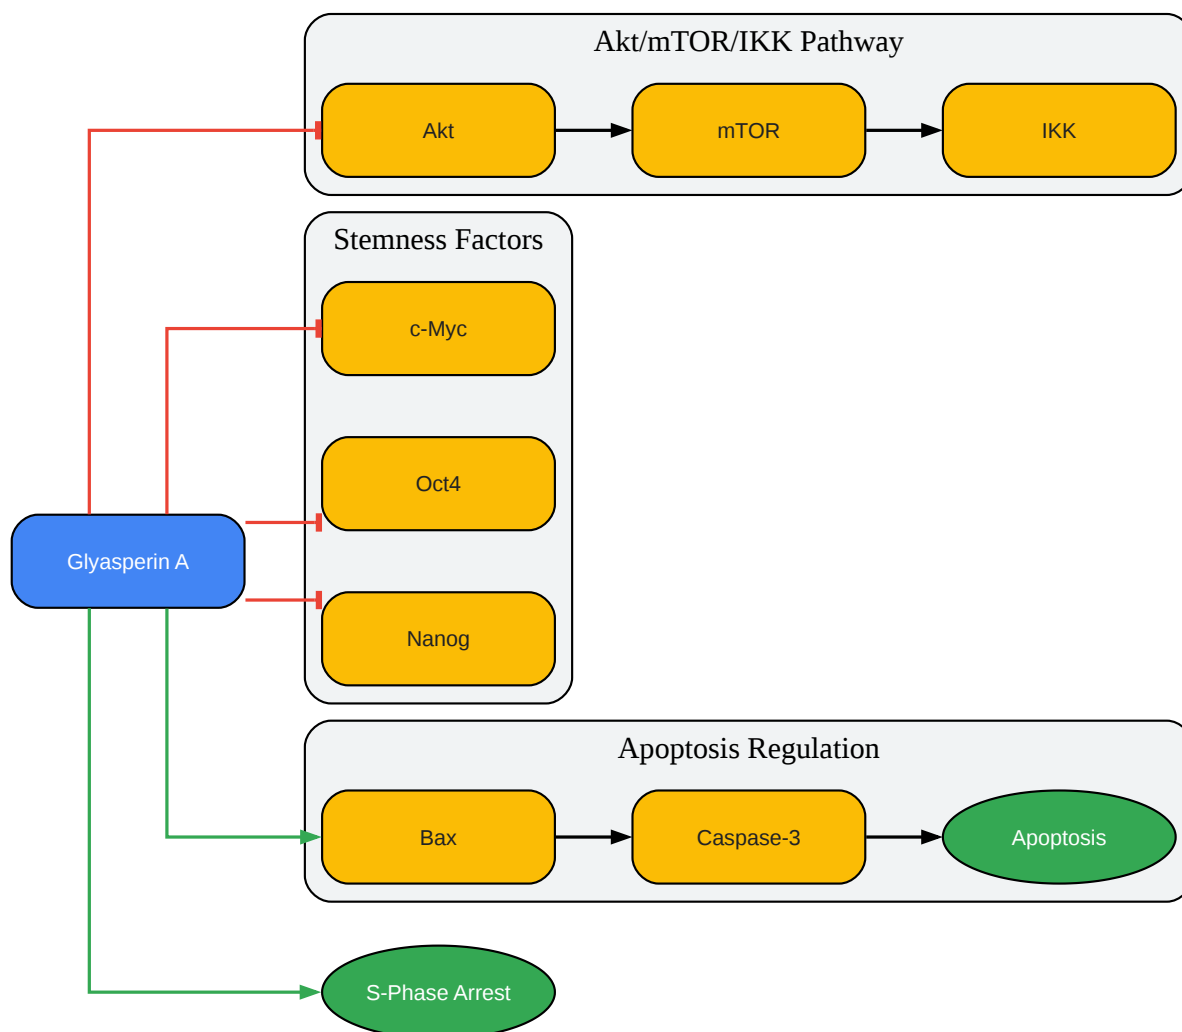 Akt/mTOR/IKK Pathway
Akt
mTOR
IKK
Stemness Factors
c-Myc
Oct4
Glyasperin A
Nanog
Apoptosis Regulation
Bax
Caspase-3
Apoptosis
S-Phase Arrest